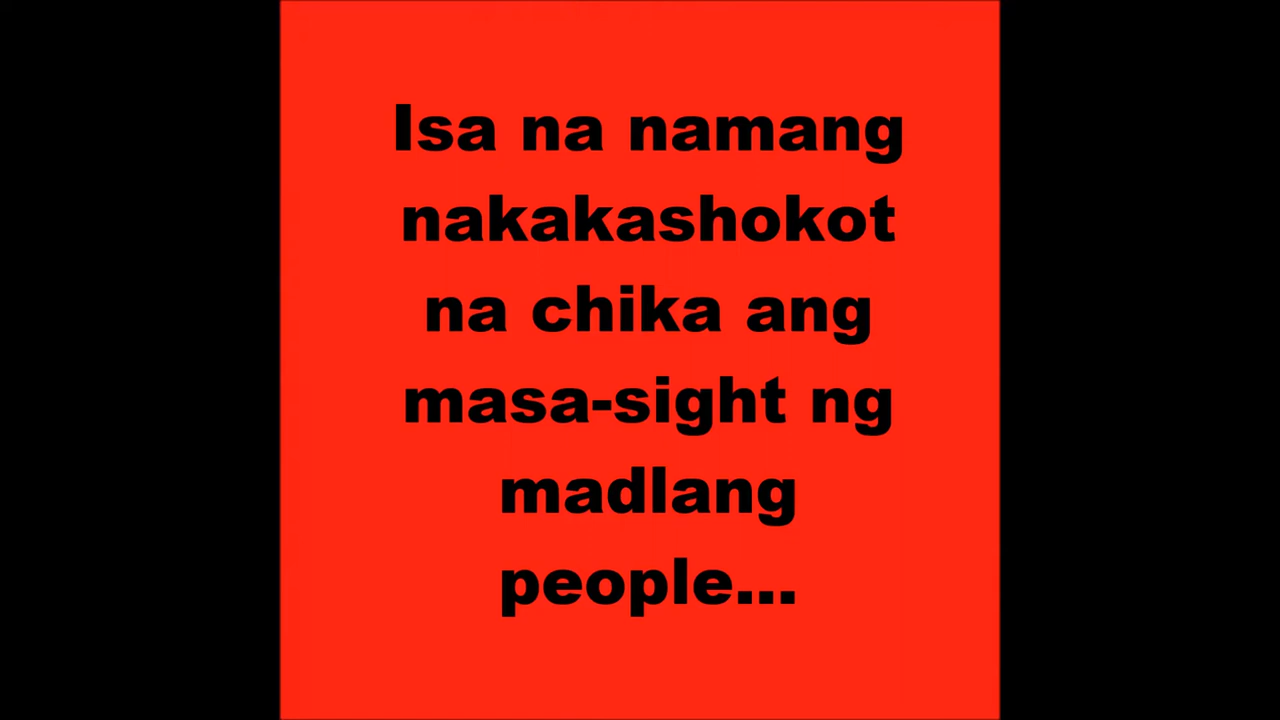 Isa na namang
nakakashokot
na chika ang
masa-sight ng
madlang
people...